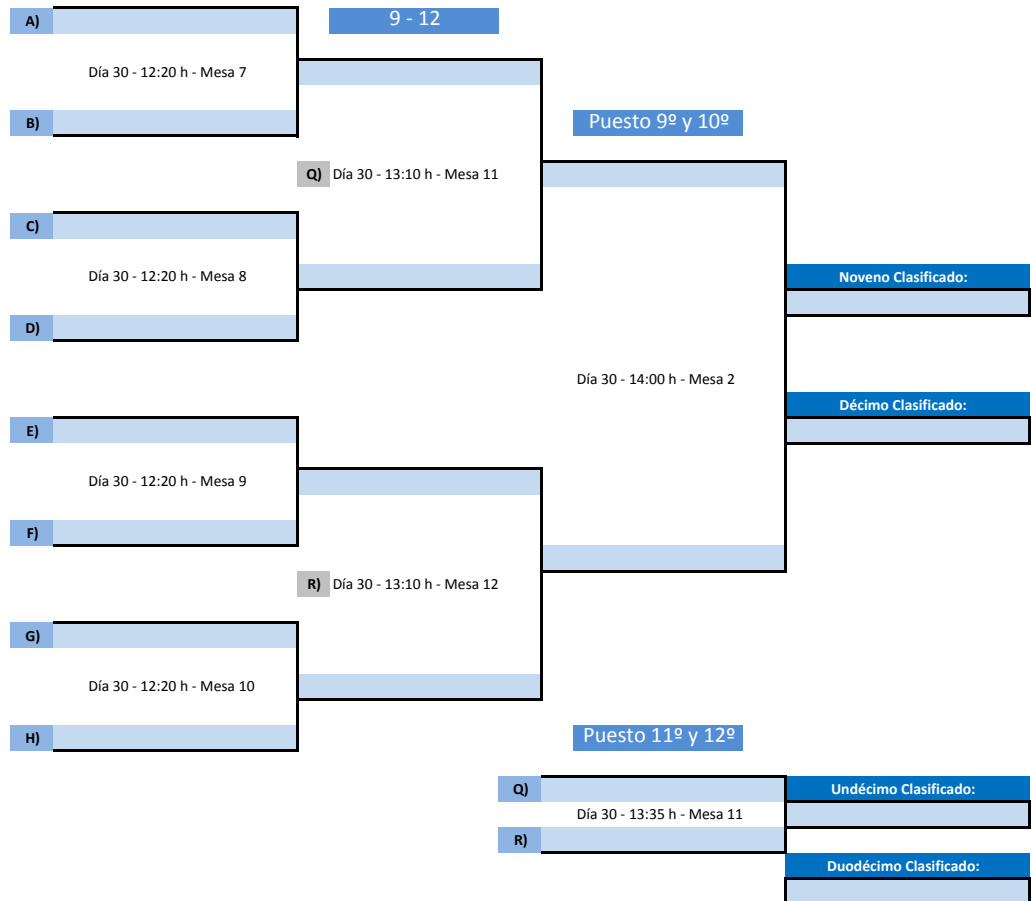 A)
9 - 12
Día 30 - 12:20 h - Mesa 7
B)
Puesto 9º y 10º
Q) Día 30 - 13:10 h - Mesa 11
C)
Día 30 - 12:20 h - Mesa 8
Noveno Clasificado:
D)
Día 30 - 14:00 h - Mesa 2
Décimo Clasificado:
E)
Día 30 - 12:20 h - Mesa 9
F)
R) Día 30 - 13:10 h - Mesa 12
G)
Día 30 - 12:20 h - Mesa 10
H)
Puesto 11º y 12º
Q)
Undécimo Clasificado:
Día 30 - 13:35 h - Mesa 11
R)
Duodécimo Clasificado: